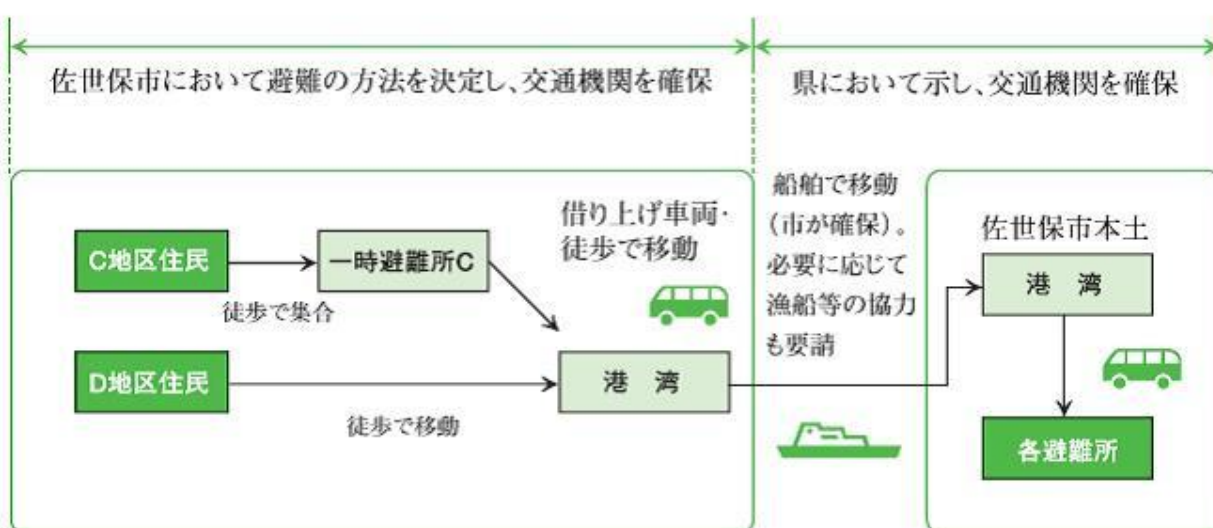 佐世保市において避難の方法を決定し、交通機関を確保
県において示し、交通機関を確保
借り上げ車両・
徒歩で移動
C地区住民
一時避難所C
徒歩で集合
D地区住民
徒歩で移動
港　湾
船舶で移動
（市が確保）。
必要に応じて
漁船等の協力
も要請
佐世保市本土
港　湾
各避難所